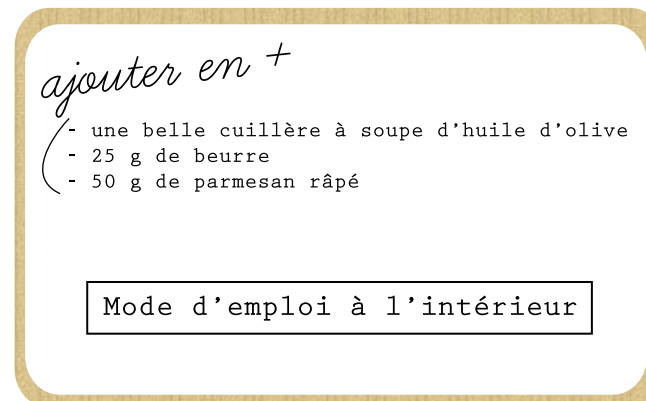 ajouter en +
- une belle cuillère à soupe d'huile d'olive
- 25 g de beurre
- 50 g de parmesan râpé
Mode d'emploi à l'intérieur